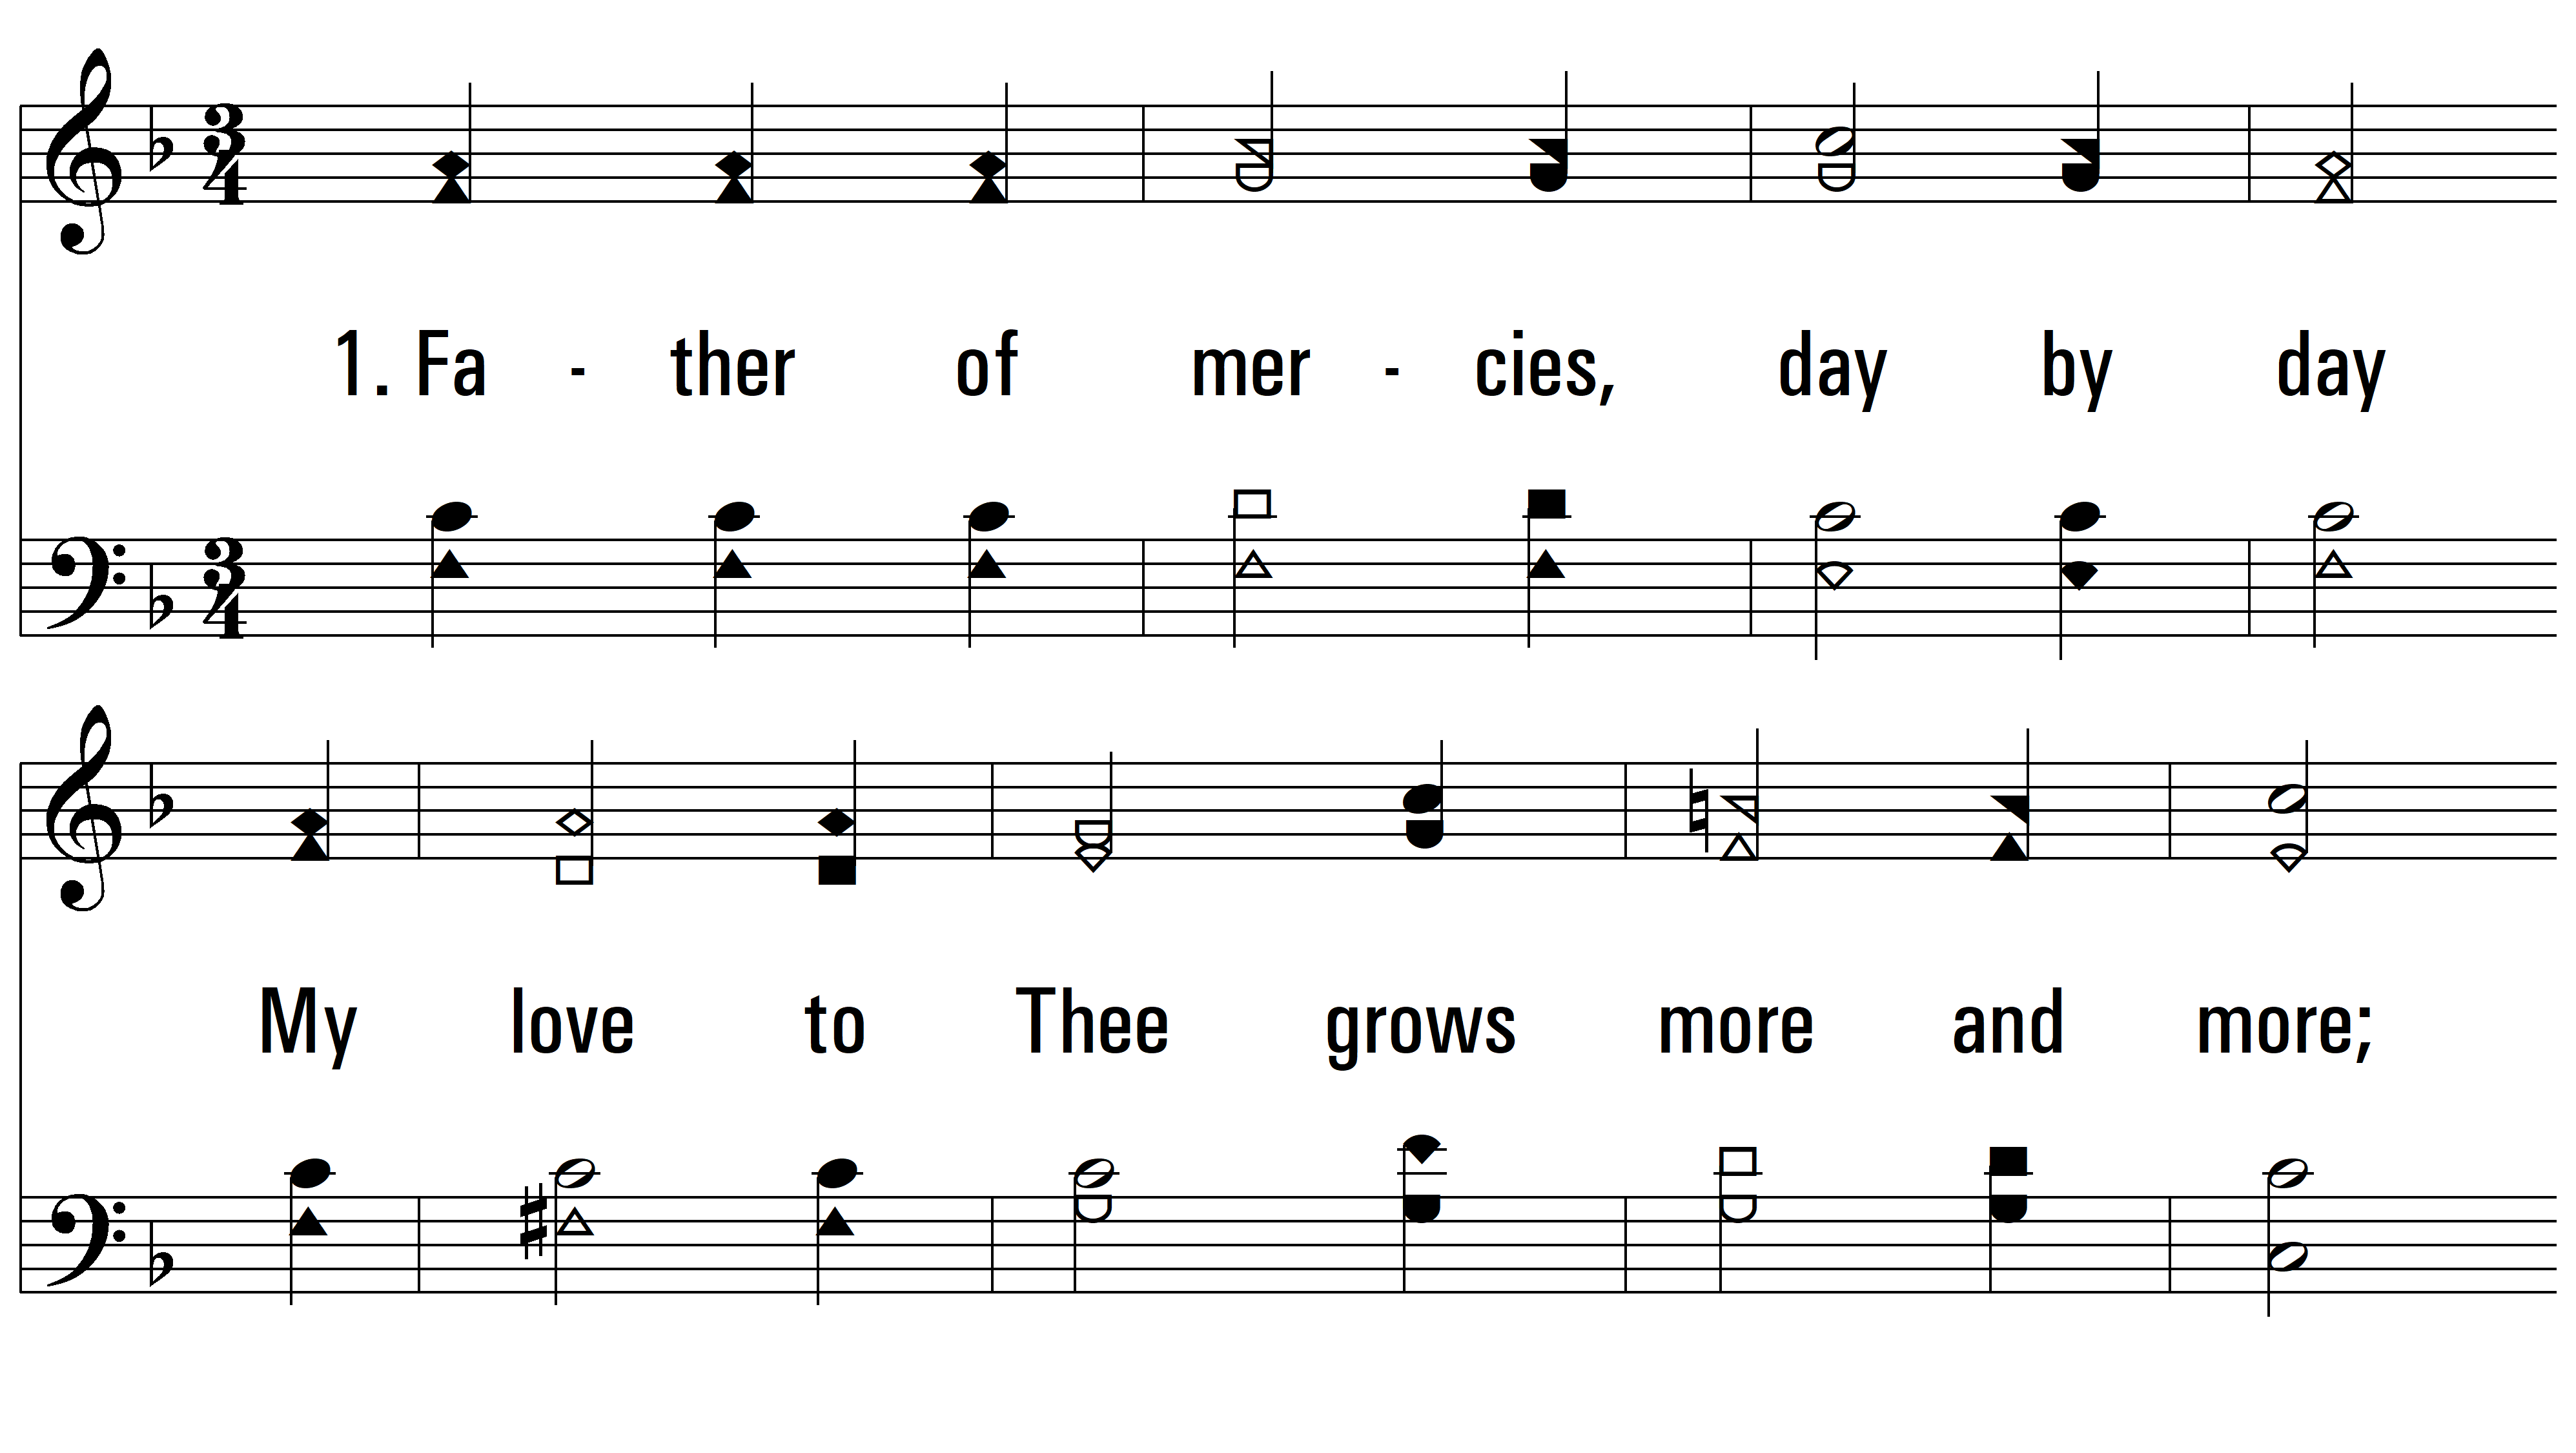 1. Fa - ther of mer - cies, day by day
My love to Thee grows more and more;